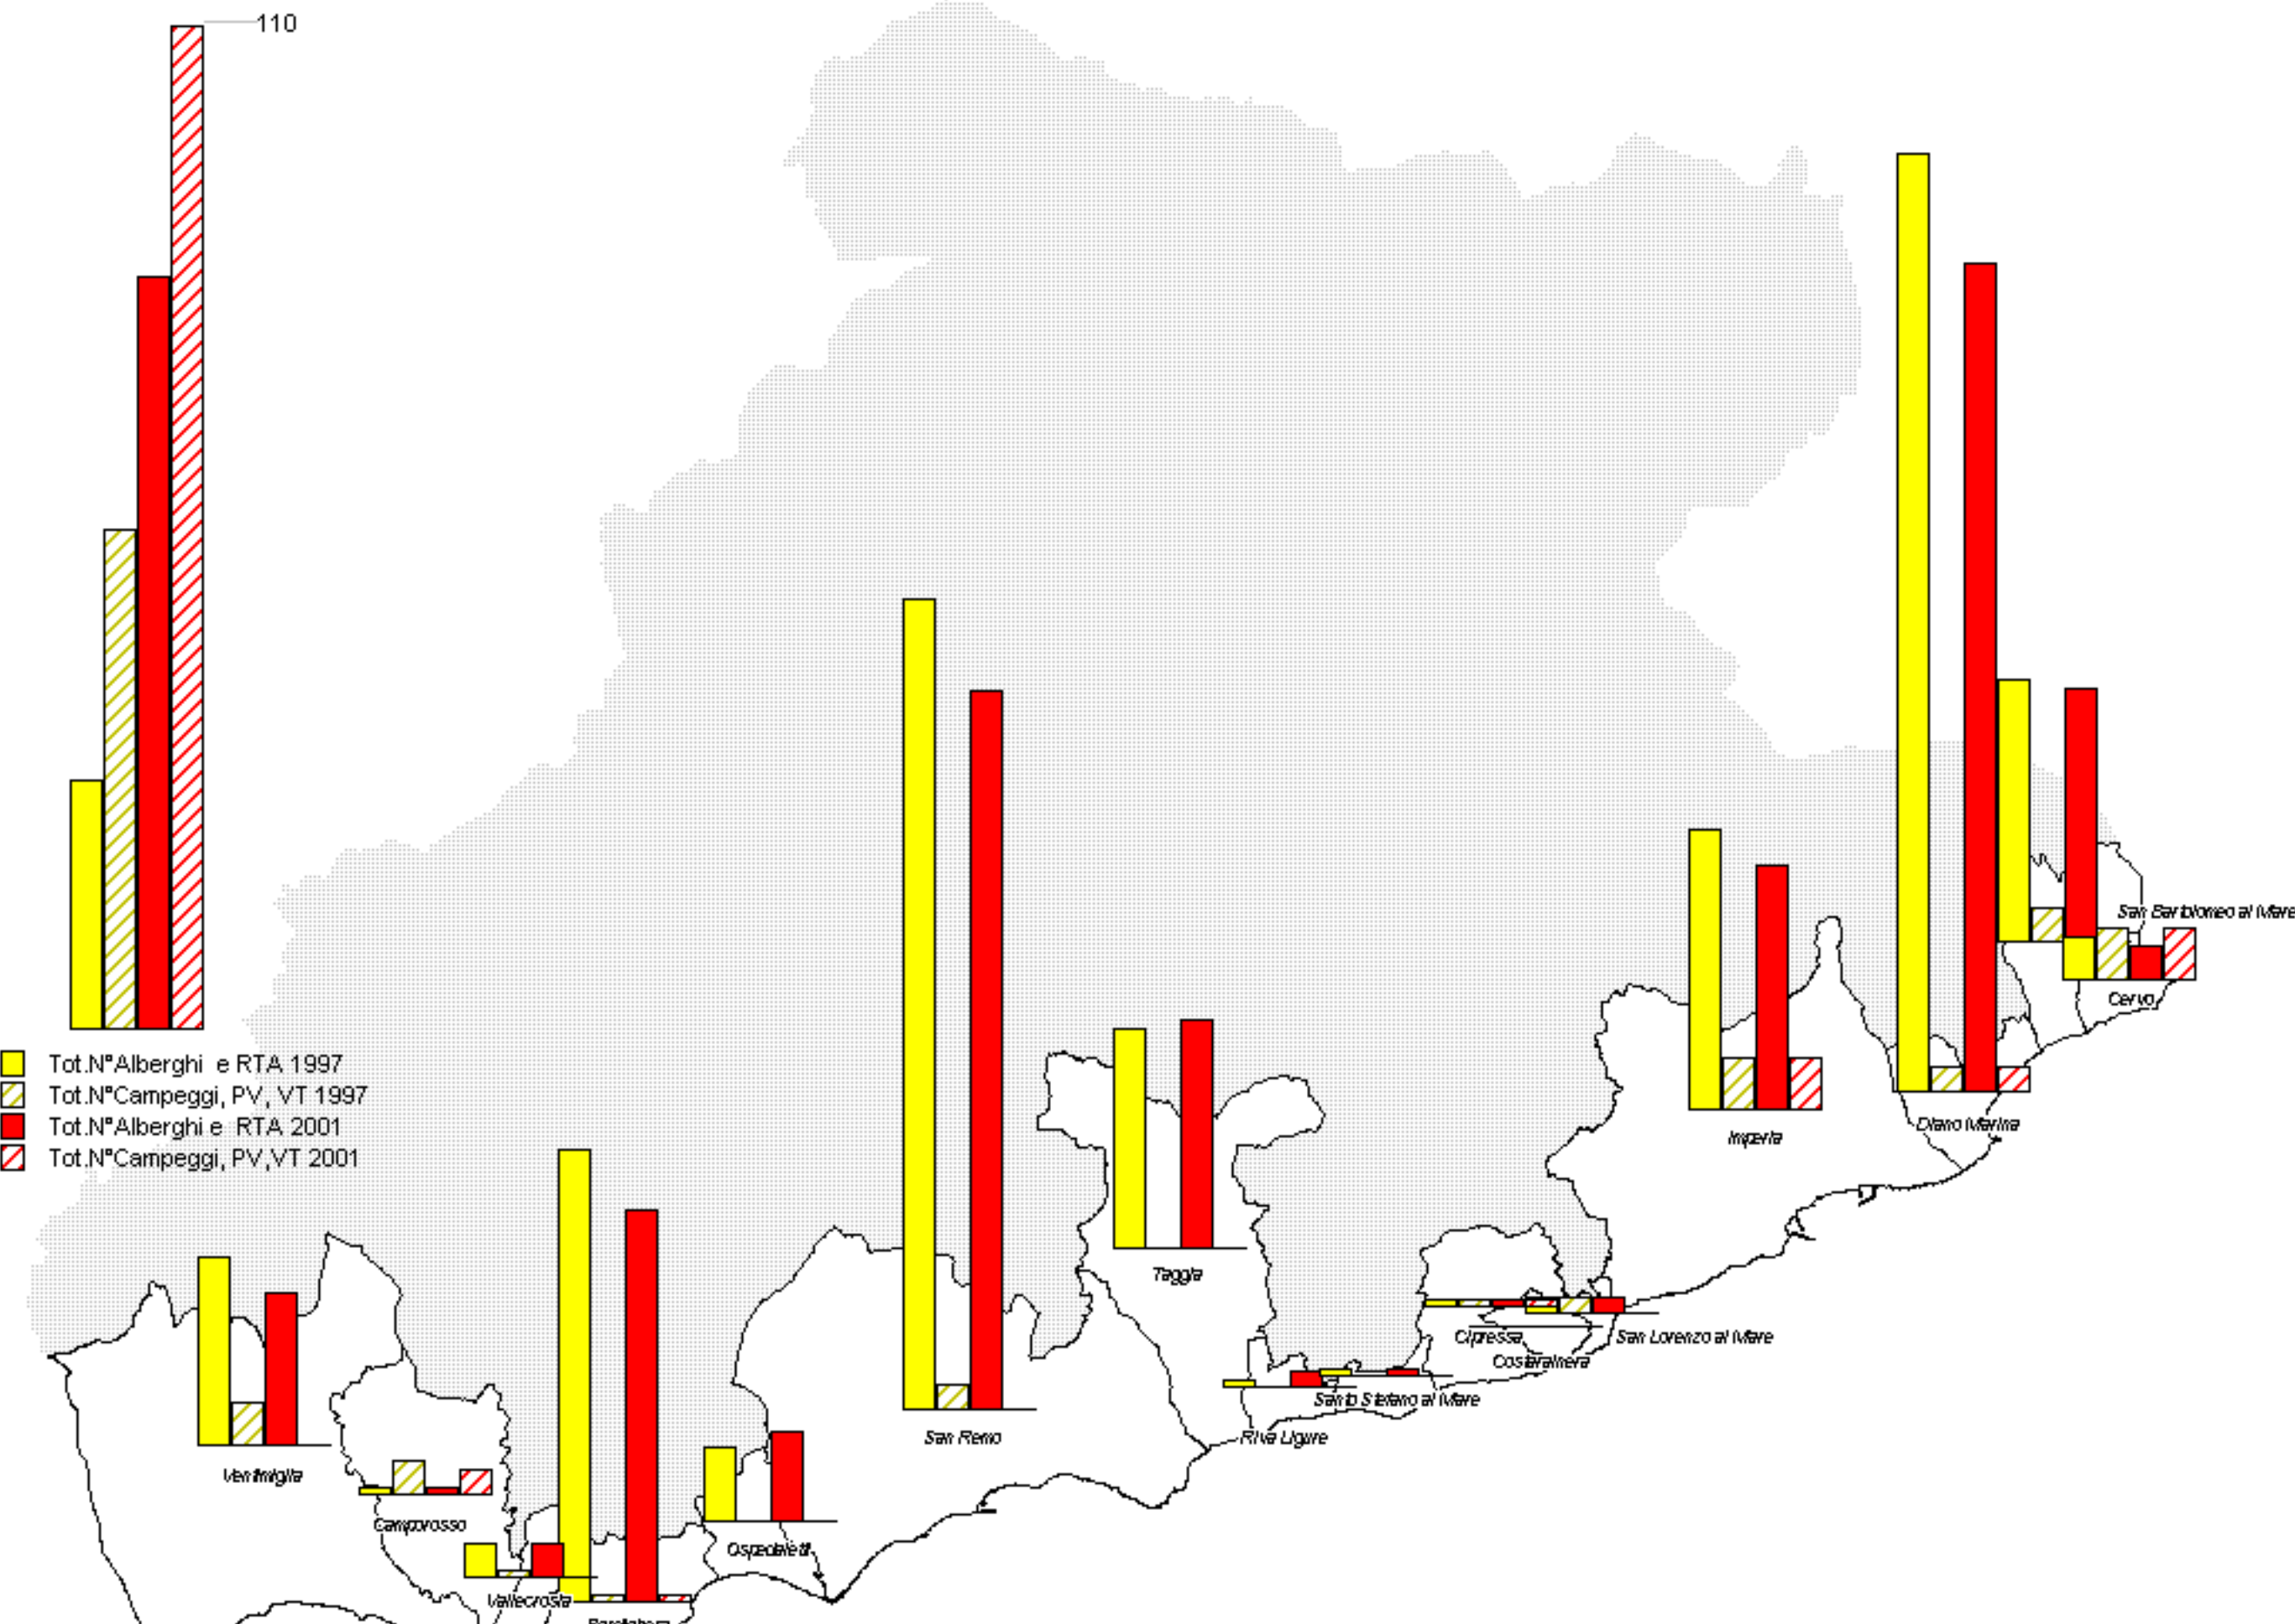 110
Tot.N°Alberghi e RTA 1997
Tot.N°Campeggi, PV, VT 1997
Tot.N°Alberghi e RTA 2001
Tot.N°Campeggi, PV,VT 2001
San Bartolomeo al Mare
Cervo
Diano Marina
Imperia
Taggia
Cipressa
San Lorenzo al Mare
Costarainera
Santo Stefano al Mare
Riva Ligure
San Remo
Ventimiglia
Camporosso
Ospedaletti
Vallecrosia